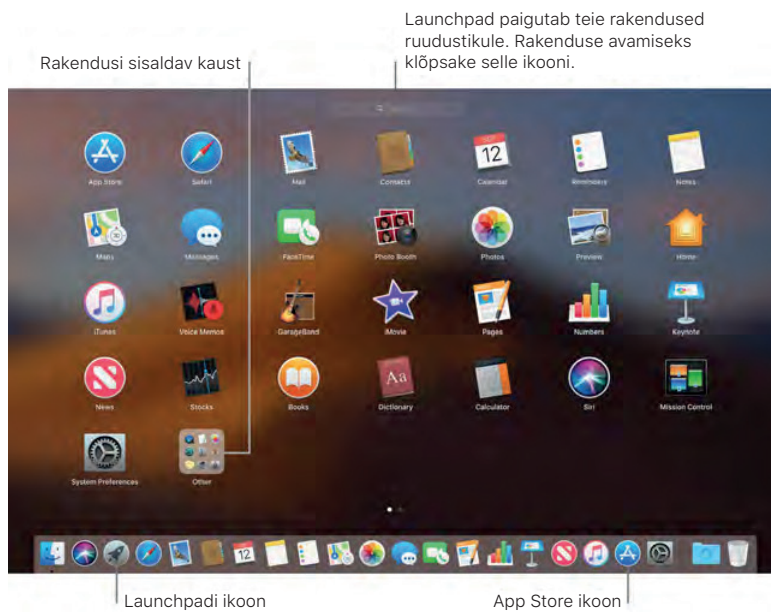 Launchpad paigutab teie rakendused
ruudustikule. Rakenduse avamiseks
klõpsake selle ikooni.
Rakendusi sisaldav kaust
App Store
Safari
Mail
Contacts
Calendar
Reminders
Notes
SEP
12
Maps
Messages
FaceTime
Photo Booth
Photos
Preview
Home
iTunes
Voice Memos
GarageBand
iMovie
Pages
Numbers
Keynote
Aa
News
Stocks
Books
Dictionary
Calculator
Siri
Mission Control
System Preferences
Other
12
Launchpadi ikoon
App Store ikoon